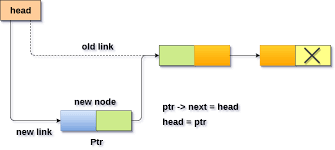 head
old link
new node
ptr -> next = head
head = ptr
new link
Ptr